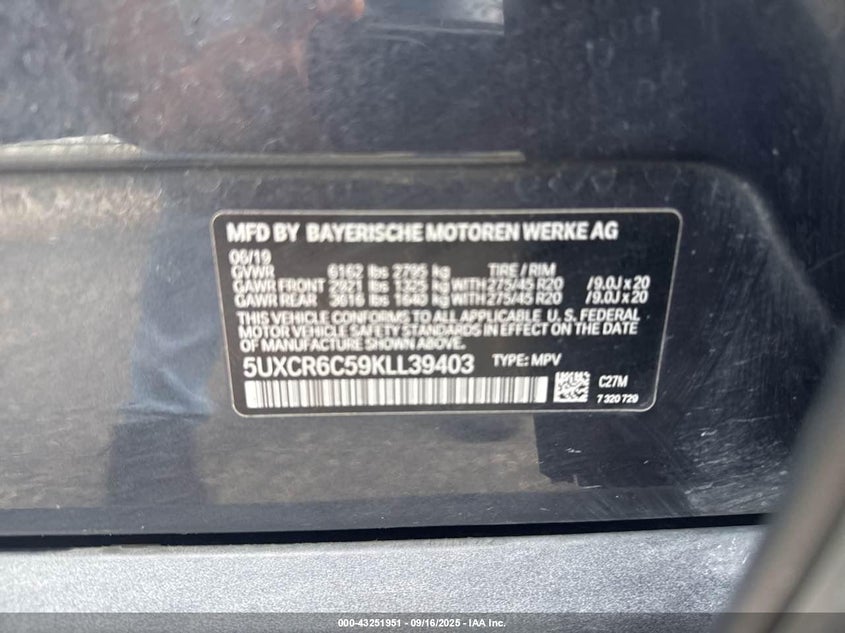 MFD BY BAYERISCHE MOTOREN WERKE AG
06/19
GVWR 6162 lbs 2795 kg TIRE / RIM
GAWR FRONT 2921 lbs 1325 kg WITH 275/45 R20 /9.0J x 20
GAWR REAR 3616 lbs 1640 kg WITH 275/45 R20 /9.0J x 20
THIS VEHICLE CONFORMS TO ALL APPLICABLE U. S. FEDERAL
MOTOR VEHICLE SAFETY STANDARDS IN EFFECT ON THE DATE
OF MANUFACTURE SHOWN ABOVE.
5UXCR6C59KLL39403 TYPE: MPV
C27M
7 320 729
000-43251951 - 09/16/2025 - IAA Inc.